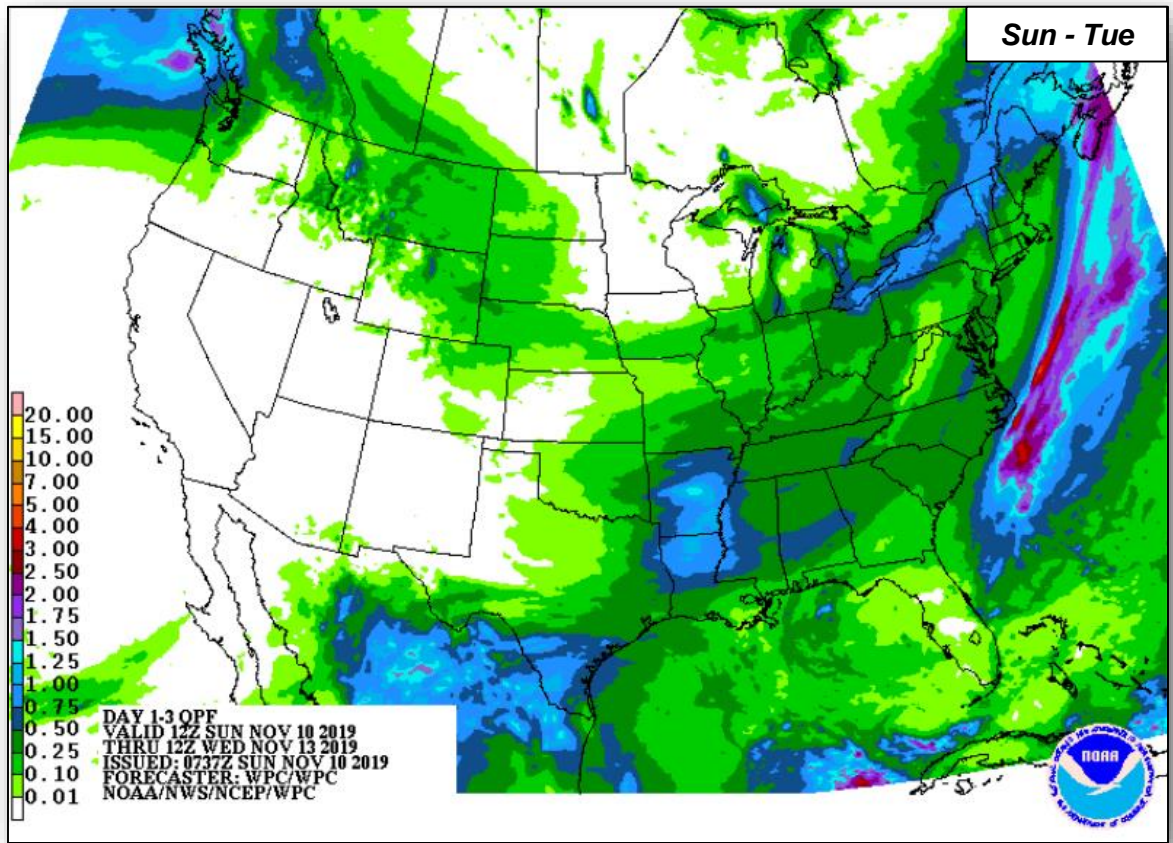 Sun - Tue
20.00
15.00
10.00
7.00
5.00
4.00
3.00
2.50
2.00
1.75
1.50
1.25
1.00
0.75
0.50
0.25
0.10
0.01
DAY 1-3 QPF
VALID 12Z SUN NOV 10 2019
THRU 12Z WED NOV 13 2019
ISSUED: 0737Z SUN NOV 10 2019
FORECASTER: WPC/WPC
NOAA/NWS/NCEP/WPC
NOAA